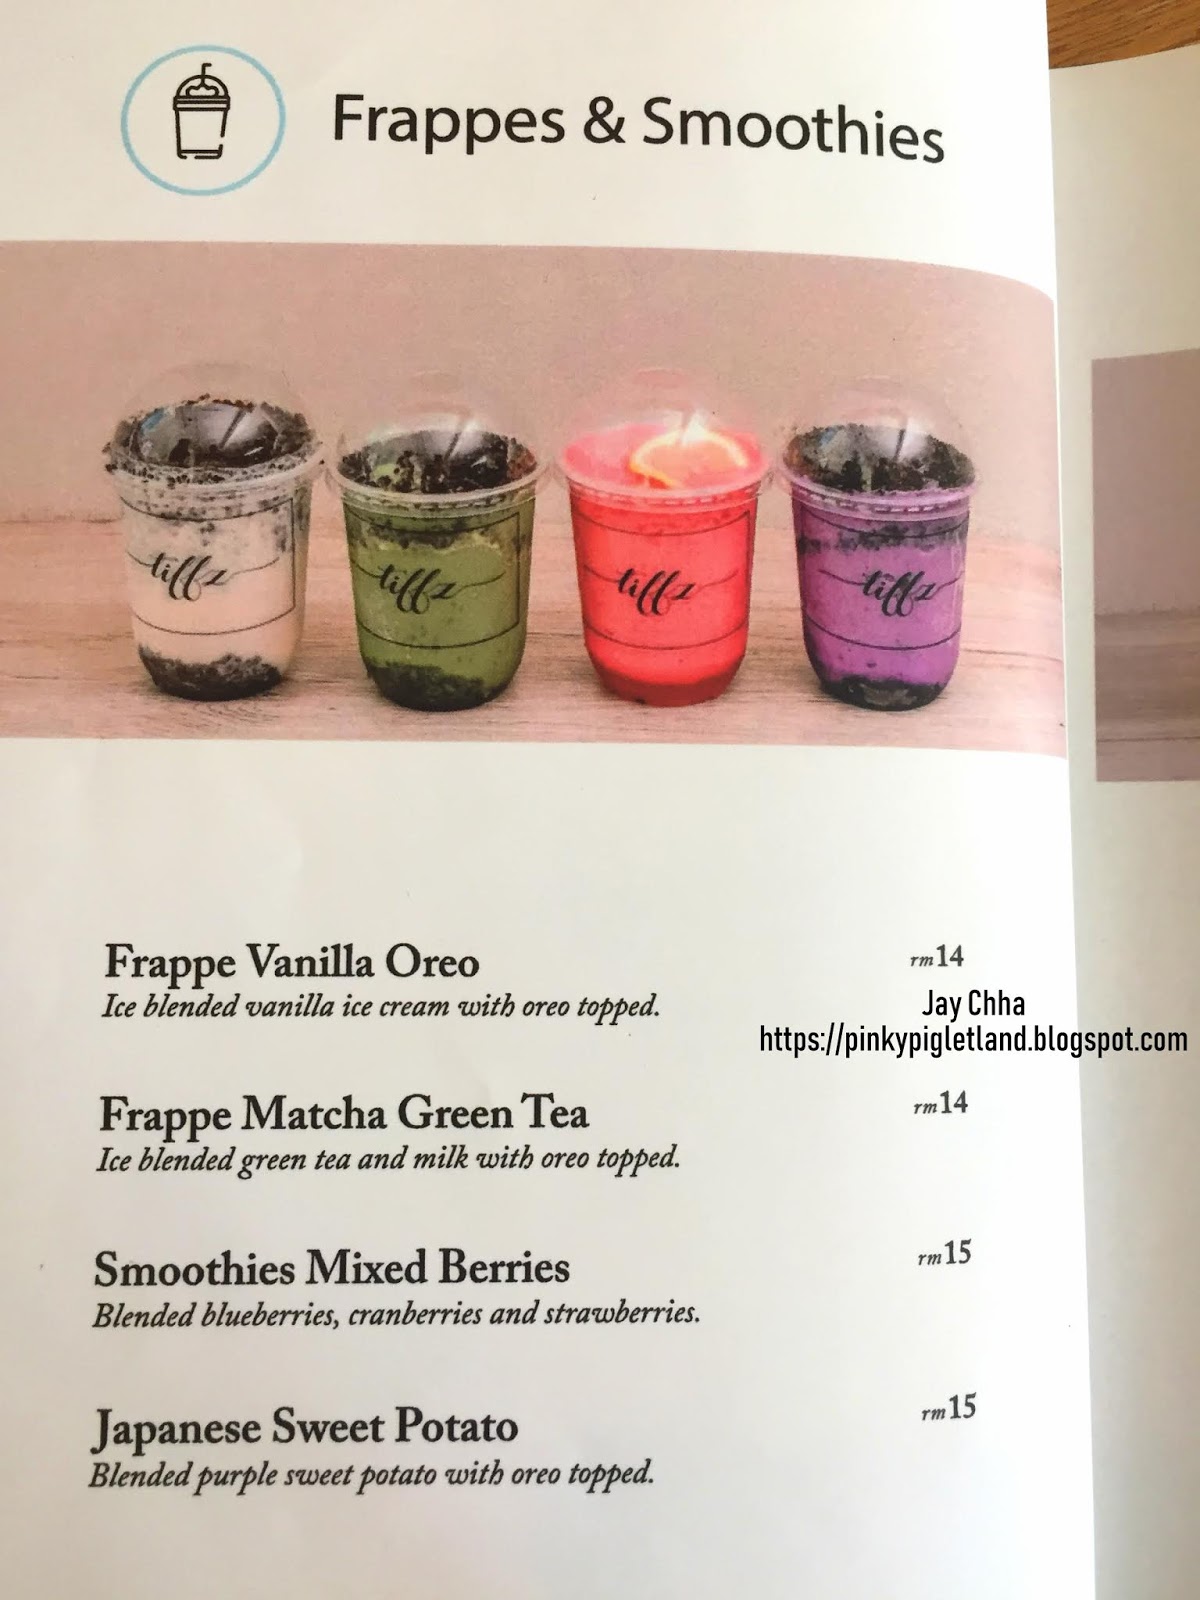 Frappes & Smoothies
tiffz
tiffz
tiffz
tiffz
Frappe Vanilla Oreo rm14
Ice blended vanilla ice cream with oreo topped.
Jay Chha
https://pinkypigletland.blogspot.com
Frappe Matcha Green Tea rm14
Ice blended green tea and milk with oreo topped.
Smoothies Mixed Berries rm15
Blended blueberries, cranberries and strawberries.
Japanese Sweet Potato rm15
Blended purple sweet potato with oreo topped.